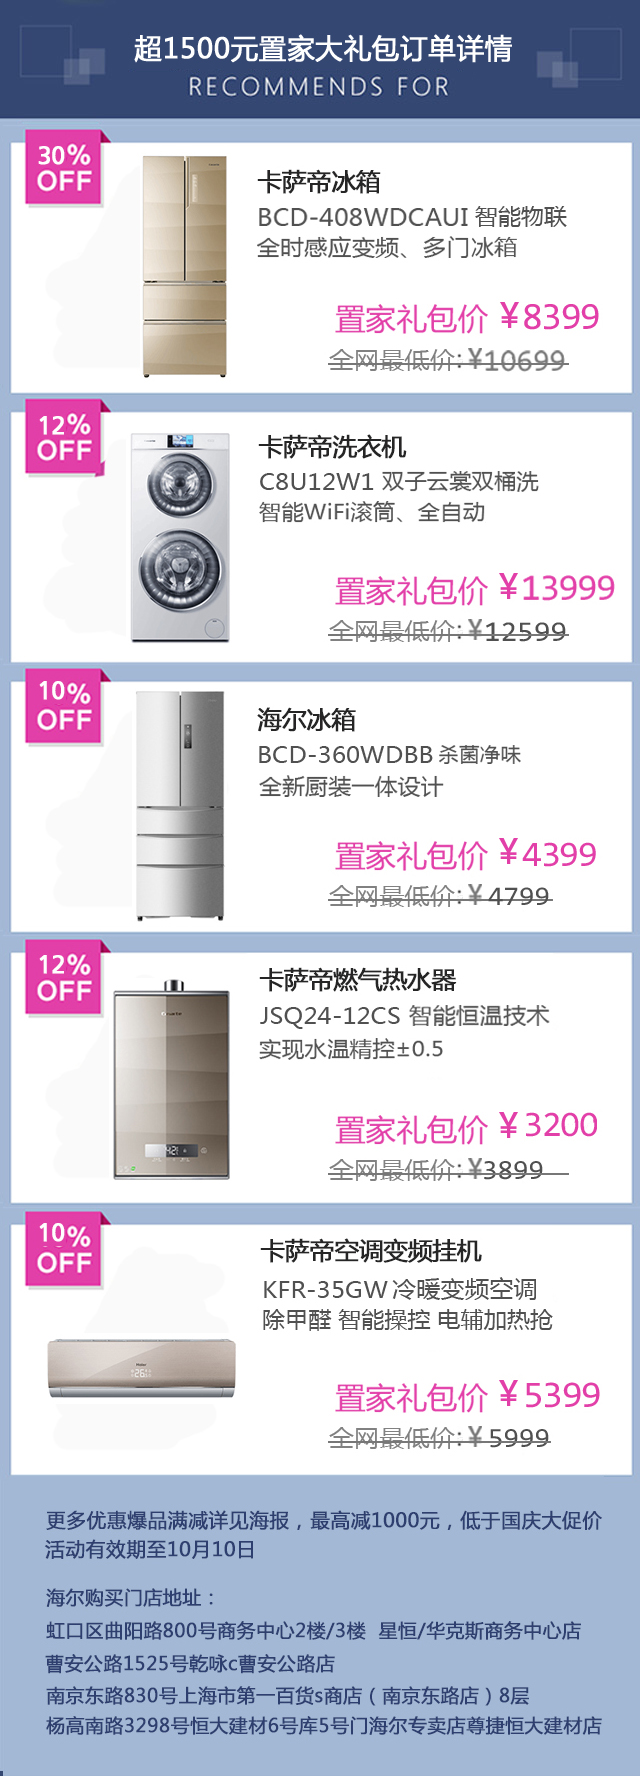 超1500元置家大礼包订单详情
RECOMMENDS FOR
30%
OFF
卡萨帝冰箱
BCD-408WDCAUI 智能物联
全时感应变频、多门冰箱
置家礼包价 ¥8399
全网最低价:¥10699
12%
OFF
卡萨帝洗衣机
C8U12W1 双子云裳双桶洗
智能WiFi滚筒、全自动
置家礼包价 ¥13999
全网最低价:¥12599
10%
OFF
海尔冰箱
BCD-360WDBB 杀菌净味
全新厨装一体设计
置家礼包价 ¥4399
全网最低价:¥4799
12%
OFF
卡萨帝燃气热水器
JSQ24-12CS 智能恒温技术
实现水温精控±0.5
置家礼包价 ¥3200
全网最低价:¥3899
10%
OFF
卡萨帝空调变频挂机
KFR-35GW 冷暖变频空调
除甲醛 智能操控 电辅加热抢
置家礼包价 ¥5399
全网最低价:¥5999
更多优惠爆品满减详见海报，最高减1000元，低于国庆大促价
活动有效期至10月10日
海尔购买门店地址：
虹口区曲阳路800号商务中心2楼/3楼 星恒/华克斯商务中心店
曹安公路1525号乾咏c曹安公路店
南京东路830号上海市第一百货s商店（南京东路店）8层
杨高南路3298号恒大建材6号库5号门海尔专卖店尊捷恒大建材店